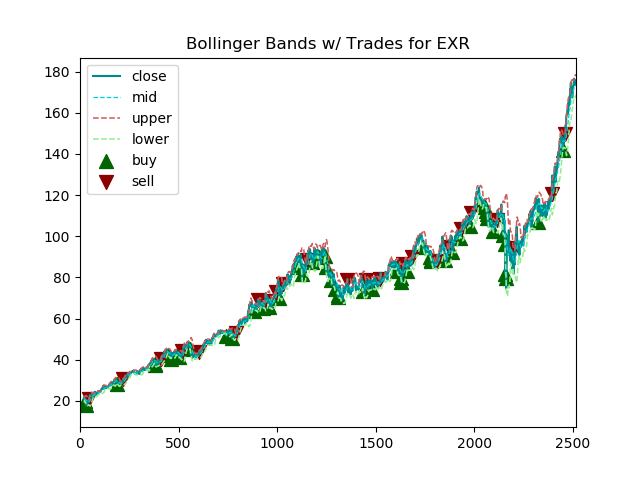 Bollinger Bands w/ Trades for EXR
close
mid
upper
lower
buy
sell
180
160
140
120
100
80
60
40
20
0 500 1000 1500 2000 2500